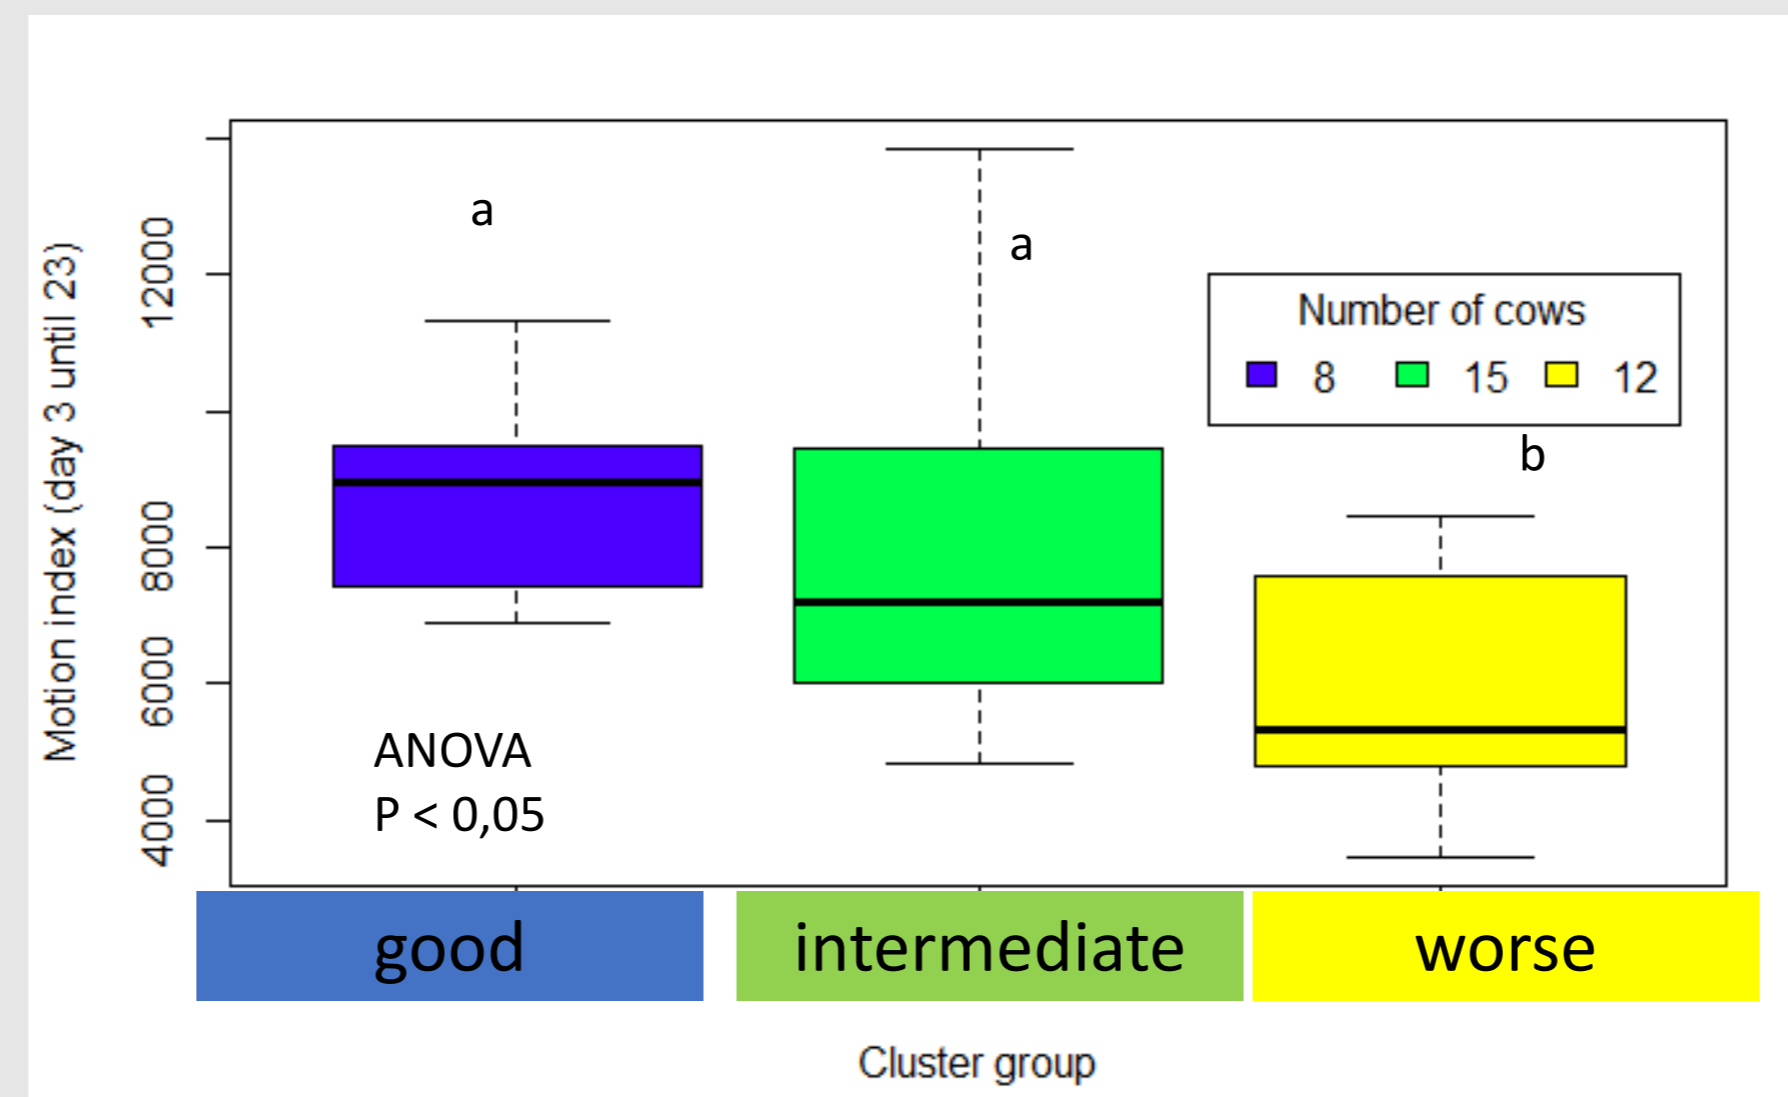 Motion index (day 3 until 23)
12000
8000
6000
4000
a
a
b
Number of cows
8 15 12
ANOVA
P < 0,05
good intermediate worse
Cluster group